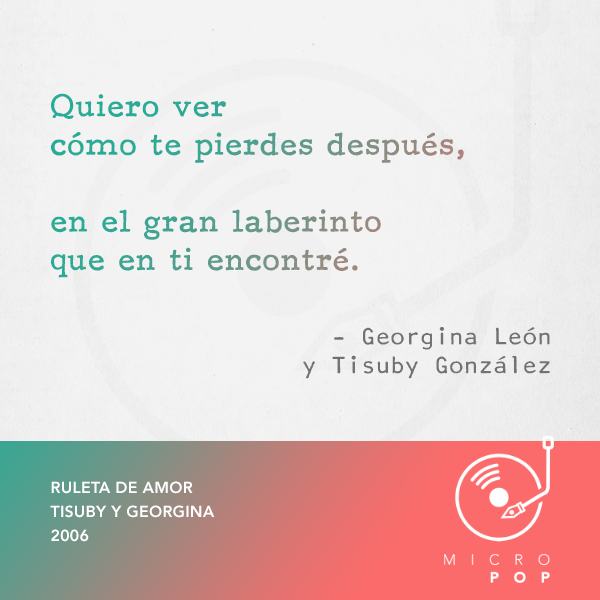 Quiero ver
cómo te pierdes después,
en el gran laberinto
que en ti encontré.
– Georgina León
y Tisuby González
RULETA DE AMOR
TISUBY Y GEORGINA
2006
MICRO
POP